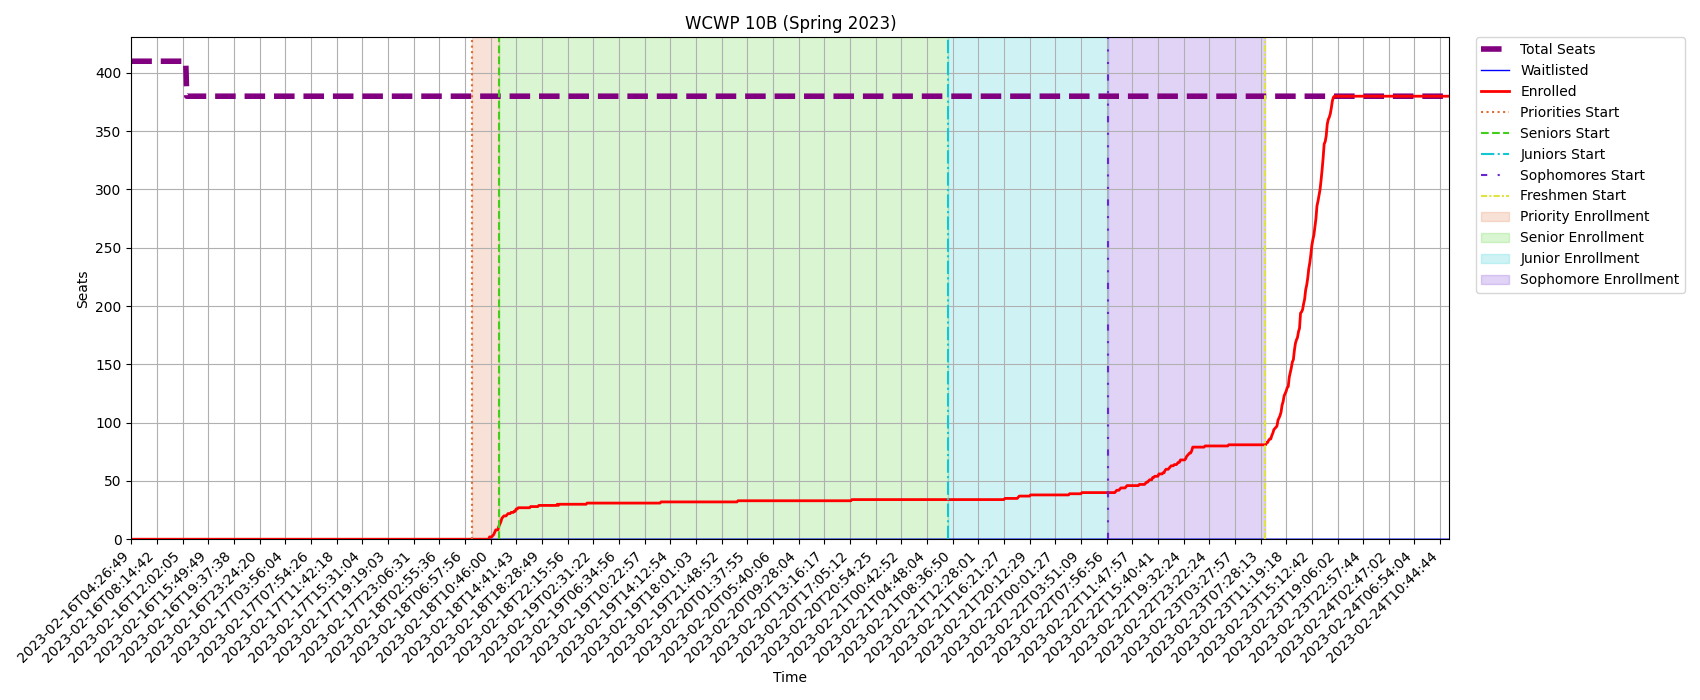 WCWP 10B (Spring 2023)
Total Seats
Waitlisted
Enrolled
Priorities Start
Seniors Start
Juniors Start
Sophomores Start
Freshmen Start
Priority Enrollment
Senior Enrollment
Junior Enrollment
Sophomore Enrollment
Seats
400
350
300
250
200
150
100
50
0
2023-02-16T04:26:49
2023-02-16T08:14:42
2023-02-16T12:02:05
2023-02-16T15:49:49
2023-02-16T19:37:38
2023-02-16T23:24:20
2023-02-17T03:56:04
2023-02-17T07:54:26
2023-02-17T11:42:18
2023-02-17T15:31:04
2023-02-17T19:19:03
2023-02-17T23:06:31
2023-02-18T02:55:36
2023-02-18T06:57:56
2023-02-18T10:46:00
2023-02-18T14:41:43
2023-02-18T18:28:49
2023-02-18T22:15:56
2023-02-19T02:31:22
2023-02-19T06:34:56
2023-02-19T10:22:57
2023-02-19T14:12:54
2023-02-19T18:01:03
2023-02-19T21:48:52
2023-02-20T01:37:55
2023-02-20T05:40:06
2023-02-20T09:28:04
2023-02-20T13:16:17
2023-02-20T17:05:12
2023-02-20T20:54:25
2023-02-21T00:42:52
2023-02-21T04:48:04
2023-02-21T08:36:50
2023-02-21T12:28:01
2023-02-21T16:21:27
2023-02-21T20:12:29
2023-02-22T00:01:27
2023-02-22T03:51:09
2023-02-22T07:56:56
2023-02-22T11:47:57
2023-02-22T15:40:41
2023-02-22T19:32:24
2023-02-22T23:22:24
2023-02-23T03:27:57
2023-02-23T07:28:13
2023-02-23T11:19:18
2023-02-23T15:12:42
2023-02-23T19:06:02
2023-02-23T22:57:44
2023-02-24T02:47:02
2023-02-24T06:54:04
2023-02-24T10:44:44
Time